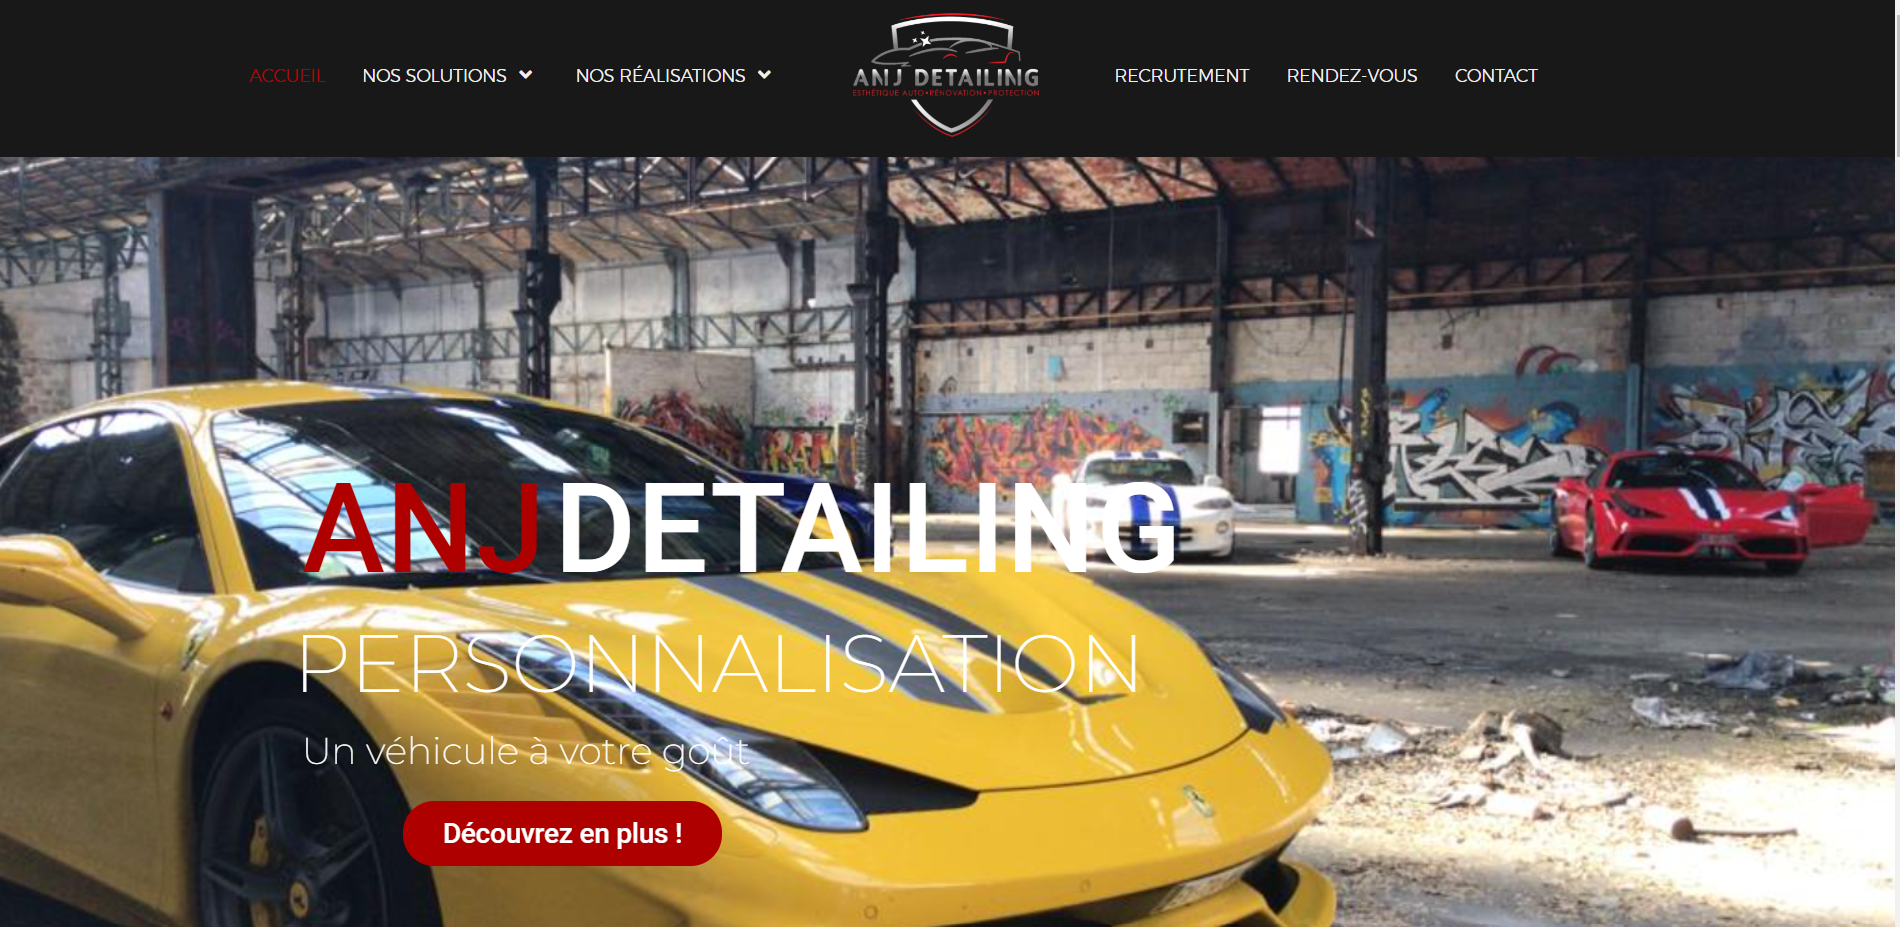 ACCUEIL
NOS SOLUTIONS
NOS RÉALISATIONS
ANJ DETAILING
ESTHÉTIQUE AUTO•RÉNOVATION•PROTECTION
RECRUTEMENT
RENDEZ-VOUS
CONTACT
ANJ DETAILING
PERSONNALISATION
Un véhicule à votre goût
Découvrez en plus !